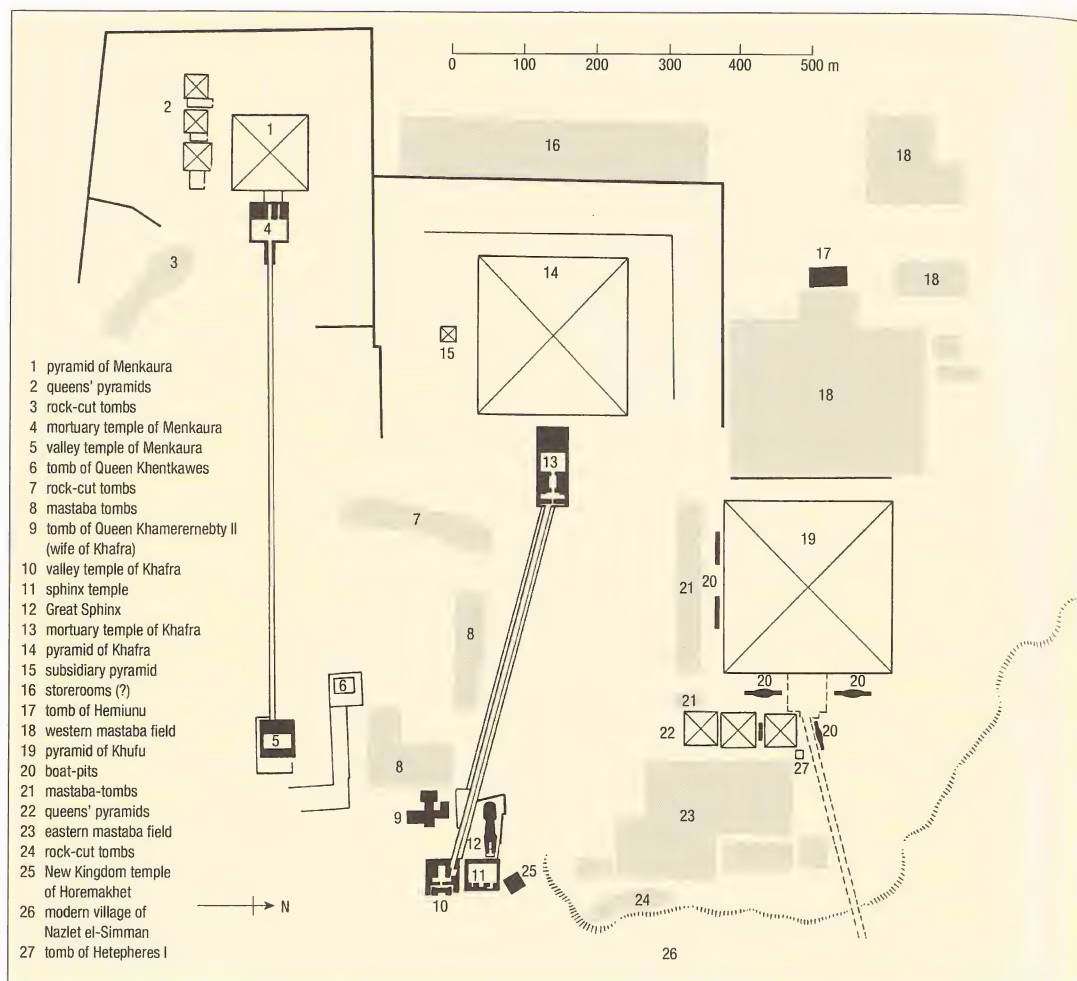 0 100 200 300 400 500 m
2
1
16
18
4
3
17
18
14
15
18
13
7
19
20
21
8
20
20
21
22
20
27
6
5
8
23
9
12
11
25
10
24
26
1 pyramid of Menkaura
2 queens' pyramids
3 rock-cut tombs
4 mortuary temple of Menkaura
5 valley temple of Menkaura
6 tomb of Queen Khentkawes
7 rock-cut tombs
8 mastaba tombs
9 tomb of Queen Khamerernebty II
(wife of Khafra)
10 valley temple of Khafra
11 sphinx temple
12 Great Sphinx
13 mortuary temple of Khafra
14 pyramid of Khafra
15 subsidiary pyramid
16 storerooms (?)
17 tomb of Hemiunu
18 western mastaba field
19 pyramid of Khufu
20 boat-pits
21 mastaba-tombs
22 queens' pyramids
23 eastern mastaba field
24 rock-cut tombs
25 New Kingdom temple
of Horemakhet
26 modern village of
Nazlet el-Simman
27 tomb of Hetepheres I
N